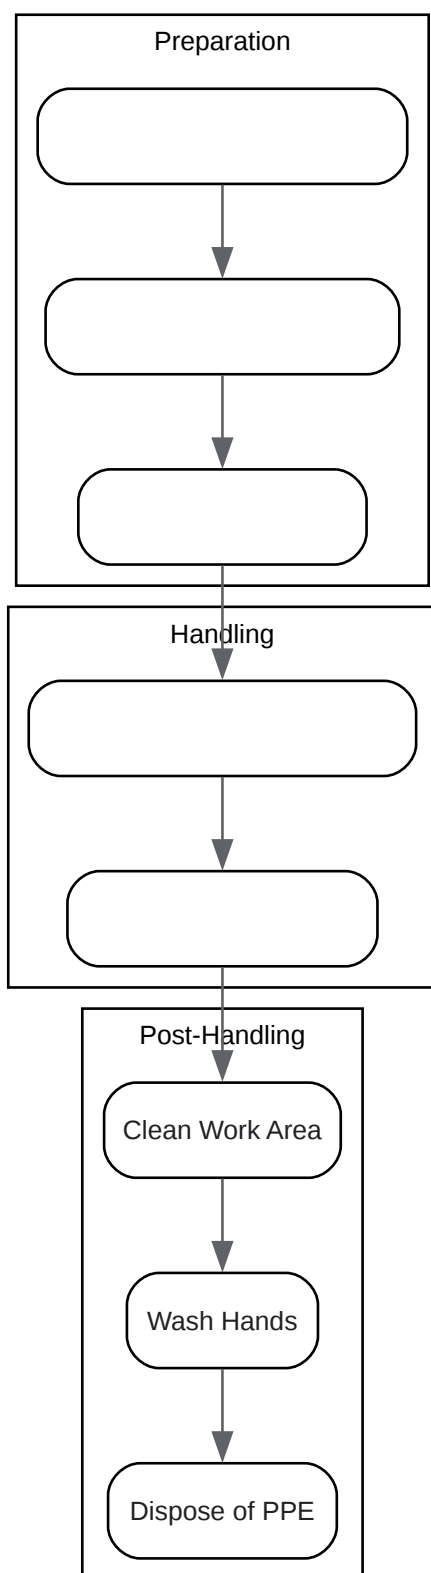 Preparation
Handling
Post-Handling
Clean Work Area
Wash Hands
Dispose of PPE